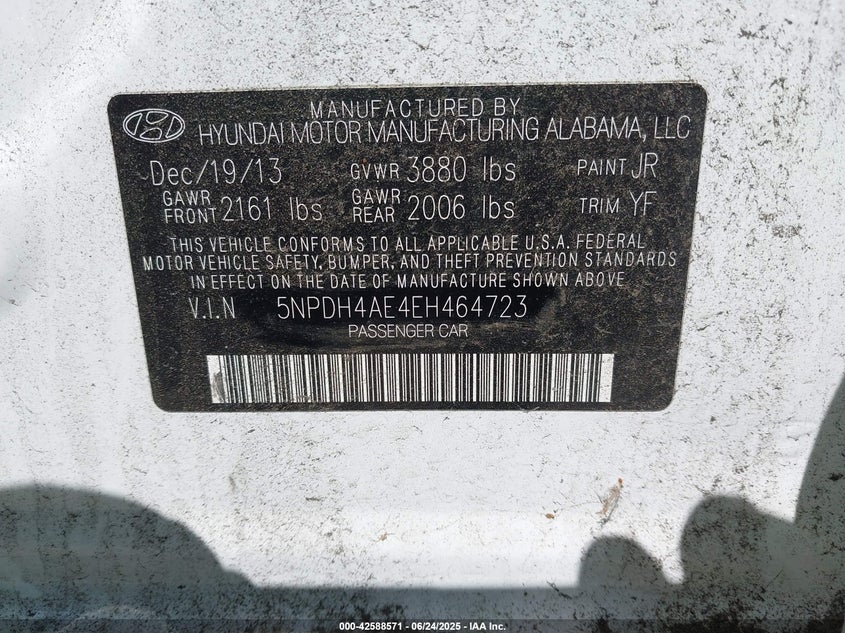 MANUFACTURED BY
HYUNDAI MOTOR MANUFACTURING ALABAMA, LLC
Dec/19/13 GVWR 3880 lbs PAINT JR
GAWR FRONT 2161 lbs GAWR REAR 2006 lbs TRIM YF
THIS VEHICLE CONFORMS TO ALL APPLICABLE U.S.A. FEDERAL
MOTOR VEHICLE SAFETY, BUMPER, AND THEFT PREVENTION STANDARDS
IN EFFECT ON THE DATE OF MANUFACTURE SHOWN ABOVE
V.I.N 5NPDH4AE4EH464723
PASSENGER CAR
000-42588571 - 06/24/2025 - IAA Inc.